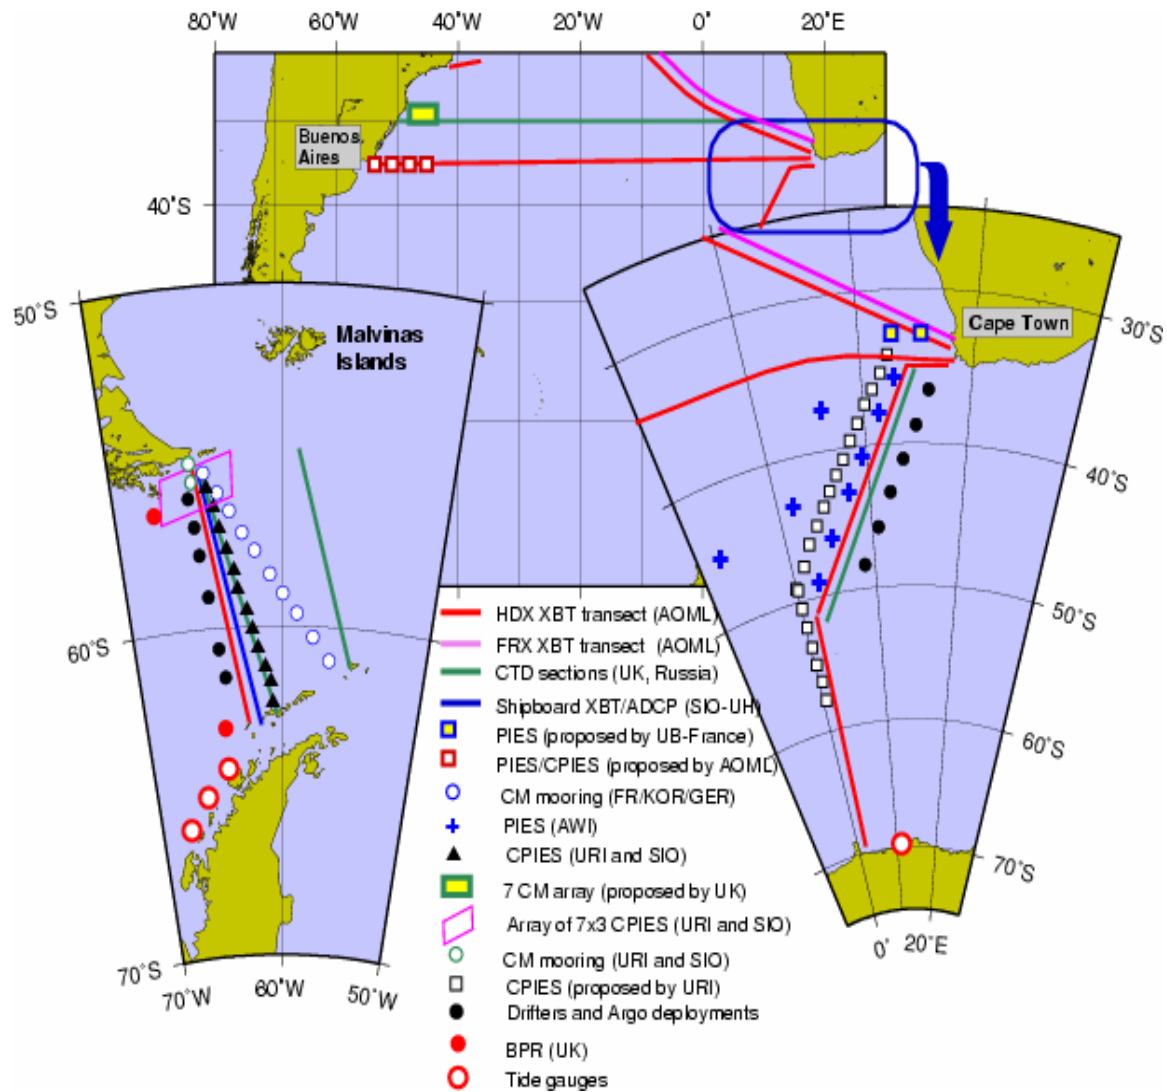 80˚W 60˚W 40˚W 20˚W 0˚ 20˚E
Buenos
Aires
40˚S
50˚S
Malvinas
Islands
Cape Town
30˚S
40˚S
50˚S
60˚S
60˚S
70˚S
70˚S
70˚W
60˚W
50˚W
0˚
20˚E
HDX XBT transect (AOML)
FRX XBT transect (AOML)
CTD sections (UK, Russia)
Shipboard XBT/ADCP (SIO-UH)
PIES (proposed by UB-France)
PIES/CPIES (proposed by AOML)
CM mooring (FR/KOR/GER)
PIES (AWI)
CPIES (URI and SIO)
7 CM array (proposed by UK)
Array of 7x3 CPIES (URI and SIO)
CM mooring (URI and SIO)
CPIES (proposed by URI)
Drifters and Argo deployments
BPR (UK)
Tide gauges